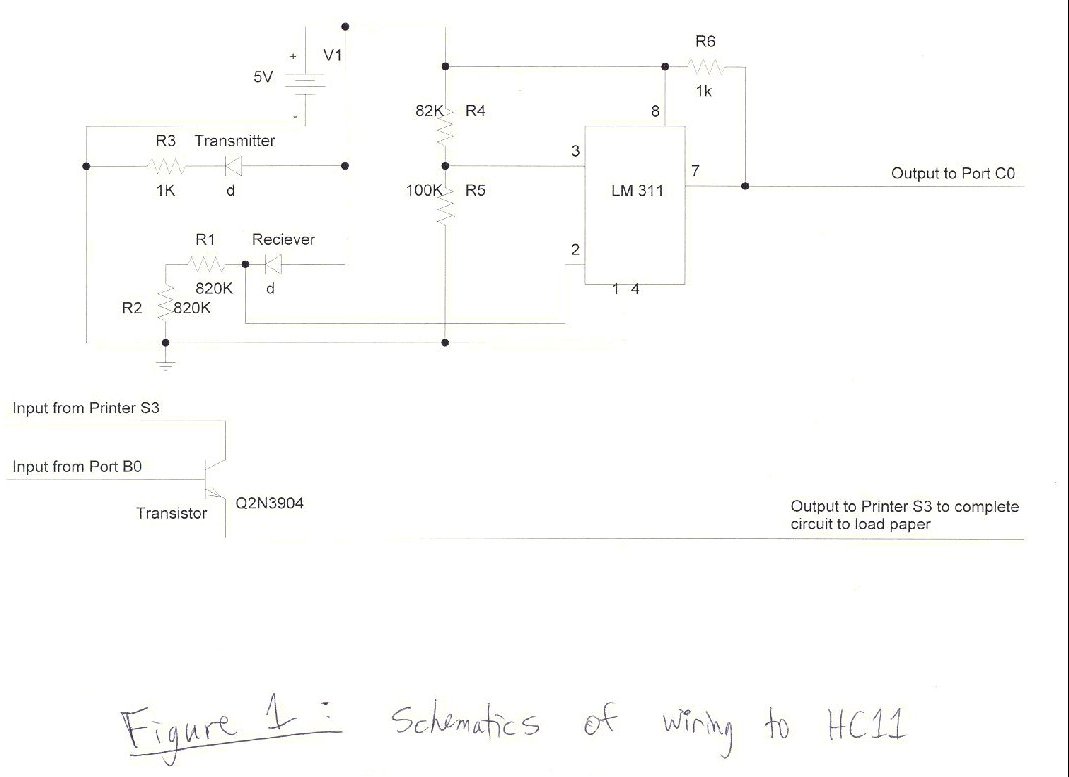 R6
+
V1
5V
1k
-
82K R4
8
R3 Transmitter
3
1K d
7
Output to Port C0
100K R5
LM 311
R1 Reciever
2
820K d
1 4
R2 820K
Input from Printer S3
Input from Port B0
Q2N3904
Transistor
Output to Printer S3 to complete
circuit to load paper
Figure 1: Schematics of wiring to HC11